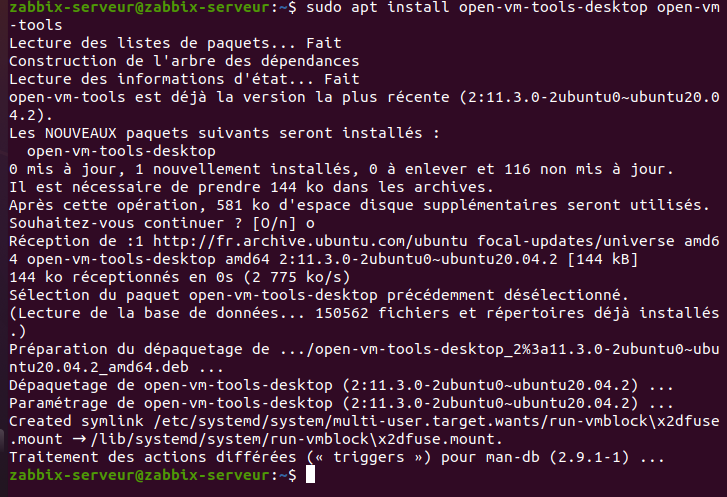 zabbix-serveur@zabbix-serveur:~$ sudo apt install open-vm-tools-desktop open-vm
-tools
Lecture des listes de paquets... Fait
Construction de l'arbre des dépendances
Lecture des informations d'état... Fait
open-vm-tools est déjà la version la plus récente (2:11.3.0-2ubuntu0~ubuntu20.0
4.2).
Les NOUVEAUX paquets suivants seront installés :
  open-vm-tools-desktop
0 mis à jour, 1 nouvellement installés, 0 à enlever et 116 non mis à jour.
Il est nécessaire de prendre 144 ko dans les archives.
Après cette opération, 581 ko d'espace disque supplémentaires seront utilisés.
Souhaitez-vous continuer ? [O/n] o
Réception de :1 http://fr.archive.ubuntu.com/ubuntu focal-updates/universe amd6
4 open-vm-tools-desktop amd64 2:11.3.0-2ubuntu0~ubuntu20.04.2 [144 kB]
144 ko réceptionnés en 0s (2 775 ko/s)
Sélection du paquet open-vm-tools-desktop précédemment désélectionné.
(Lecture de la base de données... 150562 fichiers et répertoires déjà installés
.)
Préparation du dépaquetage de .../open-vm-tools-desktop_2%3a11.3.0-2ubuntu0~ubu
ntu20.04.2_amd64.deb ...
Dépaquetage de open-vm-tools-desktop (2:11.3.0-2ubuntu0~ubuntu20.04.2) ...
Paramétrage de open-vm-tools-desktop (2:11.3.0-2ubuntu0~ubuntu20.04.2) ...
Created symlink /etc/systemd/system/multi-user.target.wants/run-vmblock\x2dfuse
.mount → /lib/systemd/system/run-vmblock\x2dfuse.mount.
Traitement des actions différées (« triggers ») pour man-db (2.9.1-1) ...
zabbix-serveur@zabbix-serveur:~$